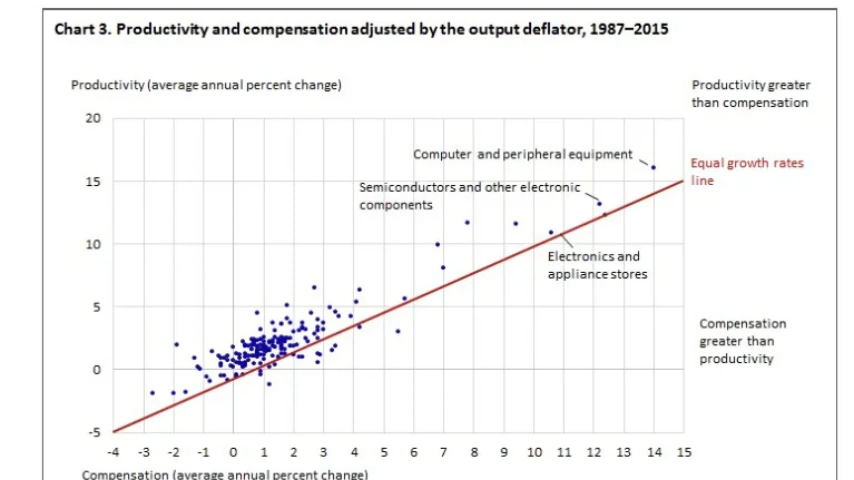 Chart 3. Productivity and compensation adjusted by the output deflator, 1987–2015
Productivity (average annual percent change)
Productivity greater
than compensation
20
Computer and peripheral equipment
Equal growth rates
line
15
Semiconductors and other electronic
components
10
Electronics and
appliance stores
5
Compensation
greater than
productivity
0
-5
-4 -3 -2 -1 0 1 2 3 4 5 6 7 8 9 10 11 12 13 14 15
Compensation (average annual percent change)